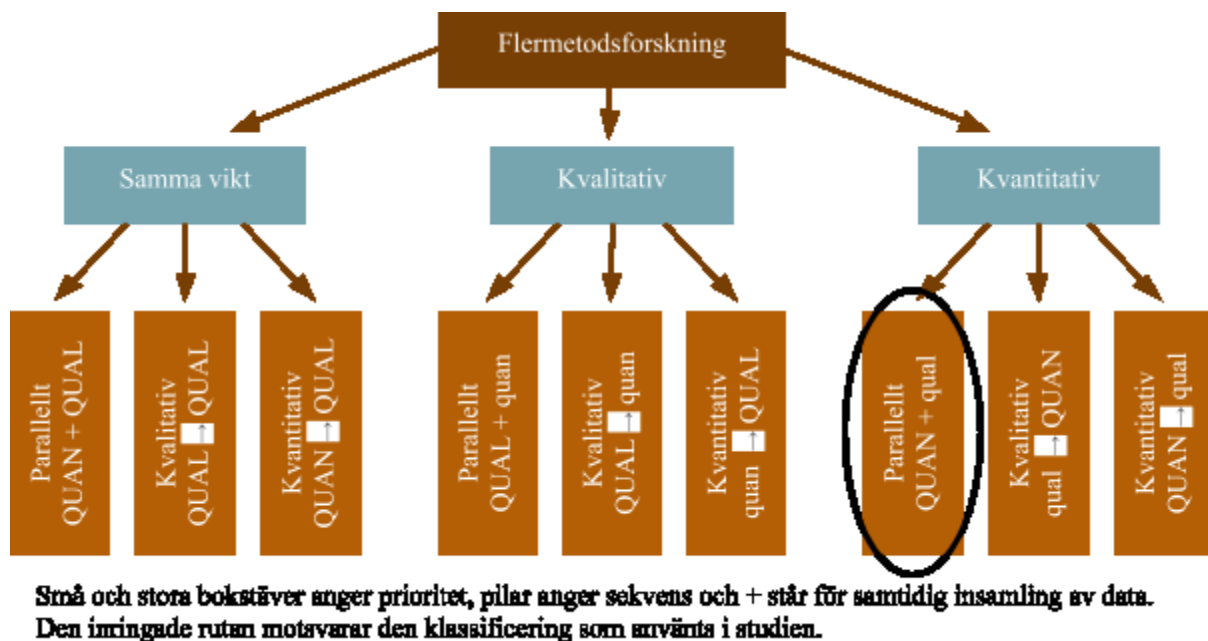 Flermetodsforskning
Samma vikt
Kvalitativ
Kvantitativ
Parallellt
QUAN + QUAL
Kvalitativ
QUAL → QUAL
Kvantitativ
QUAN → QUAL
Parallellt
QUAL + quan
Kvalitativ
QUAL → quan
Kvantitativ
quan → QUAL
Parallellt
QUAN + qual
Kvalitativ
qual → QUAN
Kvantitativ
QUAN → qual
Små och stora bokstäver anger prioritet, pilar anger sekvens och + står för samtidig insamling av data.
Den inringade rutan motsvarar den klassificering som använts i studien.